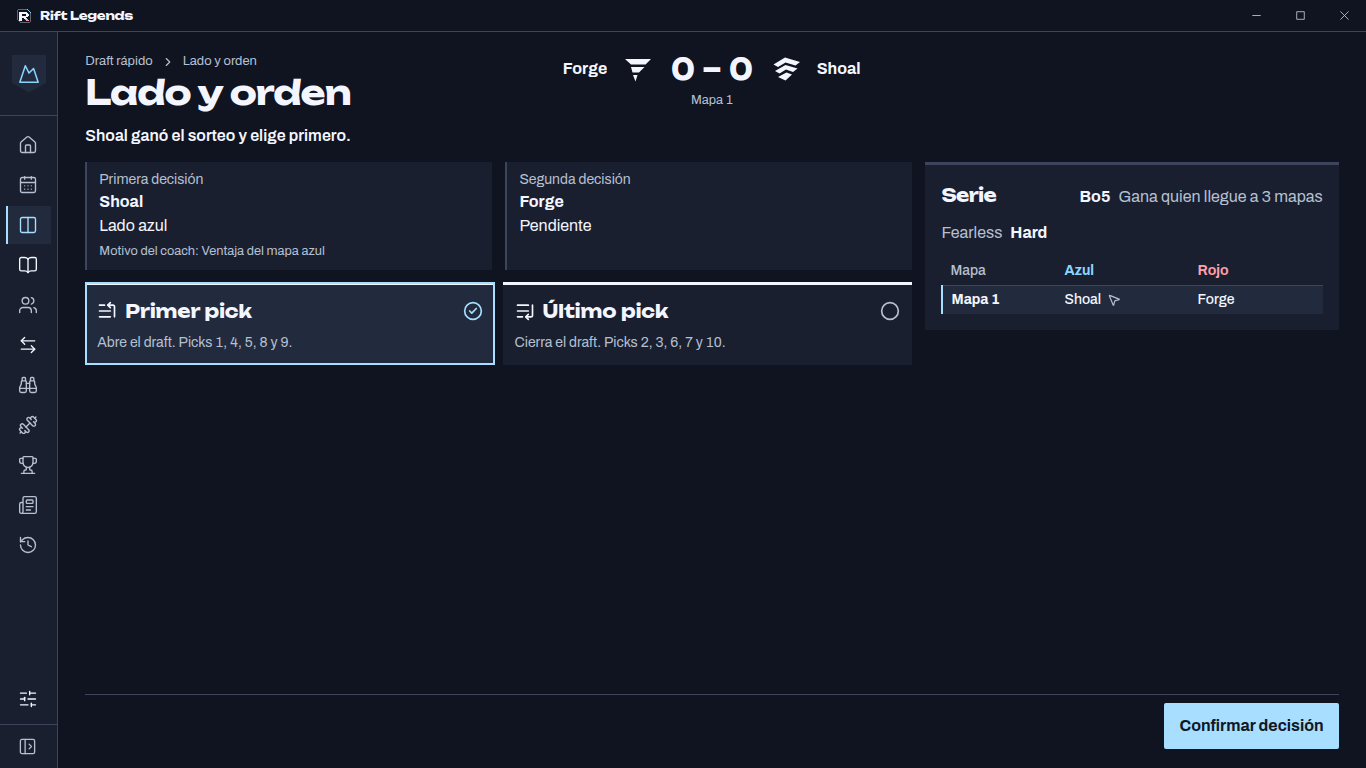 Rift Legends
Draft rápido > Lado y orden
Lado y orden
Forge 0 – 0 Shoal
Mapa 1
Shoal ganó el sorteo y elige primero.
Primera decisión
Shoal
Lado azul
Motivo del coach: Ventaja del mapa azul
Segunda decisión
Forge
Pendiente
Primer pick
Abre el draft. Picks 1, 4, 5, 8 y 9.
Último pick
Cierra el draft. Picks 2, 3, 6, 7 y 10.
Serie Bo5 Gana quien llegue a 3 mapas
Fearless Hard
Mapa Azul Rojo
Mapa 1 Shoal Forge
Confirmar decisión